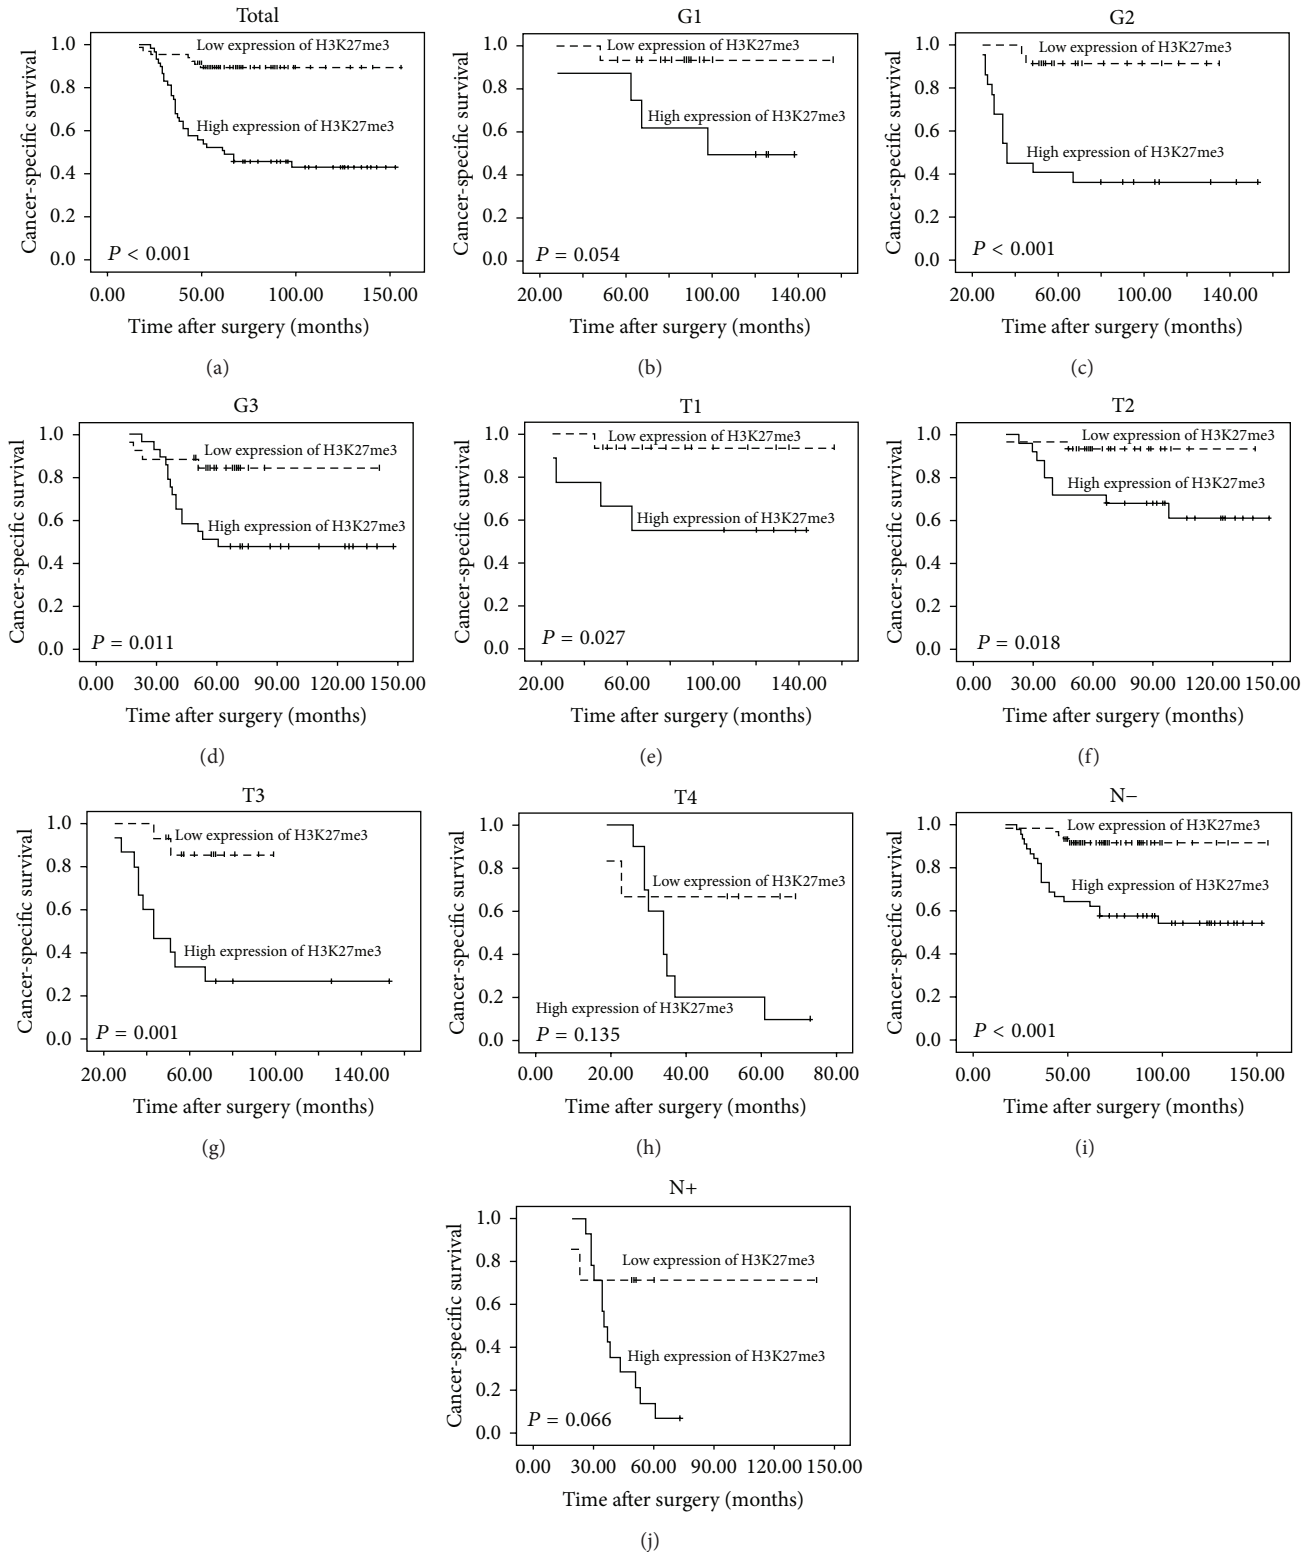 Total
Cancer-specific survival
1.0
0.8
0.6
0.4
0.2
0.0
Low expression of H3K27me3
High expression of H3K27me3
P < 0.001
0.00 50.00 100.00 150.00
Time after surgery (months)
(a)
G1
Cancer-specific survival
1.0
0.8
0.6
0.4
0.2
0.0
Low expression of H3K27me3
High expression of H3K27me3
P = 0.054
20.00 60.00 100.00 140.00
Time after surgery (months)
(b)
G2
Cancer-specific survival
1.0
0.8
0.6
0.4
0.2
0.0
Low expression of H3K27me3
High expression of H3K27me3
P < 0.001
20.00 60.00 100.00 140.00
Time after surgery (months)
(c)
G3
Cancer-specific survival
1.0
0.8
0.6
0.4
0.2
0.0
Low expression of H3K27me3
High expression of H3K27me3
P = 0.011
0.00 30.00 60.00 90.00 120.00 150.00
Time after surgery (months)
(d)
T1
Cancer-specific survival
1.0
0.8
0.6
0.4
0.2
0.0
Low expression of H3K27me3
High expression of H3K27me3
P = 0.027
20.00 60.00 100.00 140.00
Time after surgery (months)
(e)
T2
Cancer-specific survival
1.0
0.8
0.6
0.4
0.2
0.0
Low expression of H3K27me3
High expression of H3K27me3
P = 0.018
0.00 30.00 60.00 90.00 120.00 150.00
Time after surgery (months)
(f)
T3
Cancer-specific survival
1.0
0.8
0.6
0.4
0.2
0.0
Low expression of H3K27me3
High expression of H3K27me3
P = 0.001
20.00 60.00 100.00 140.00
Time after surgery (months)
(g)
T4
Cancer-specific survival
1.0
0.8
0.6
0.4
0.2
0.0
Low expression of H3K27me3
High expression of H3K27me3
P = 0.135
0.00 20.00 40.00 60.00 80.00
Time after surgery (months)
(h)
N−
Cancer-specific survival
1.0
0.8
0.6
0.4
0.2
0.0
Low expression of H3K27me3
High expression of H3K27me3
P < 0.001
0.00 50.00 100.00 150.00
Time after surgery (months)
(i)
N+
Cancer-specific survival
1.0
0.8
0.6
0.4
0.2
0.0
Low expression of H3K27me3
High expression of H3K27me3
P = 0.066
0.00 30.00 60.00 90.00 120.00 150.00
Time after surgery (months)
(j)